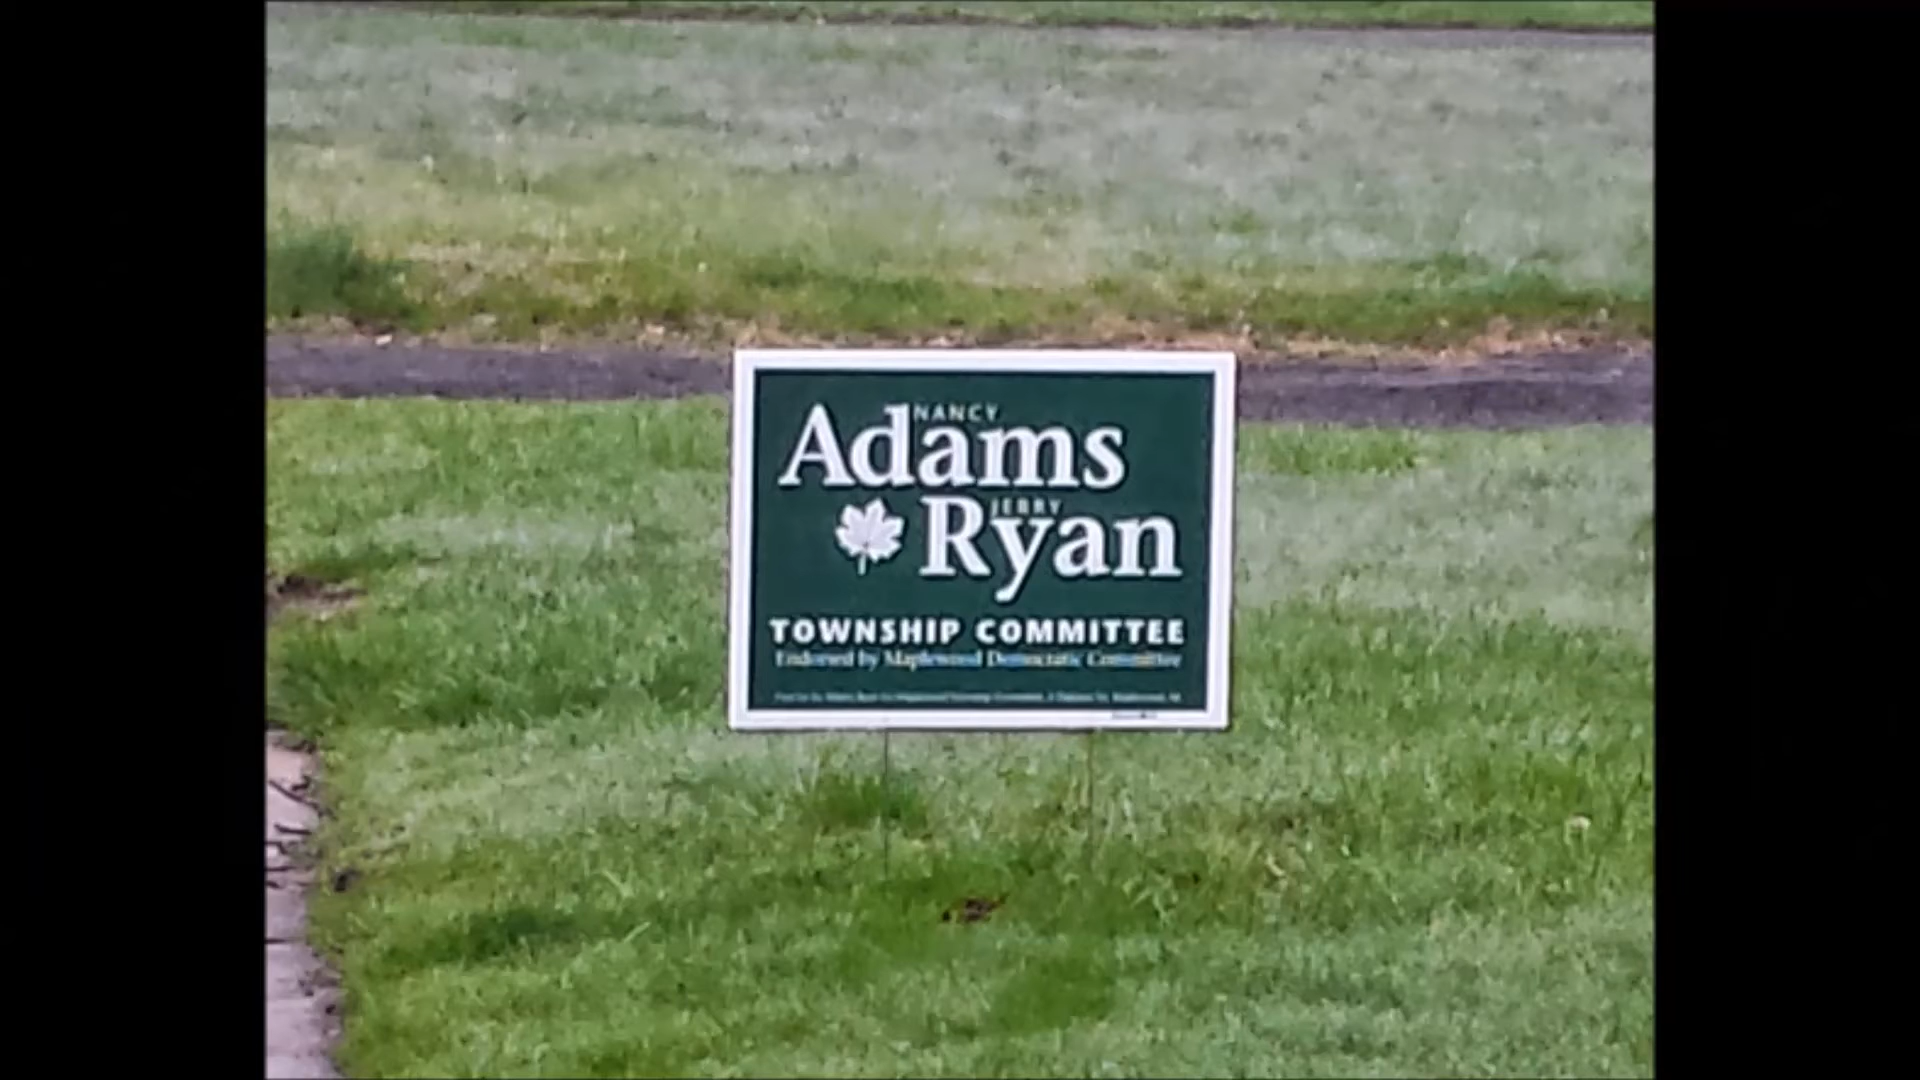 NANCY
Adams
JERRY
Ryan
TOWNSHIP COMMITTEE
Endorsed by Maplewood Democratic Committee